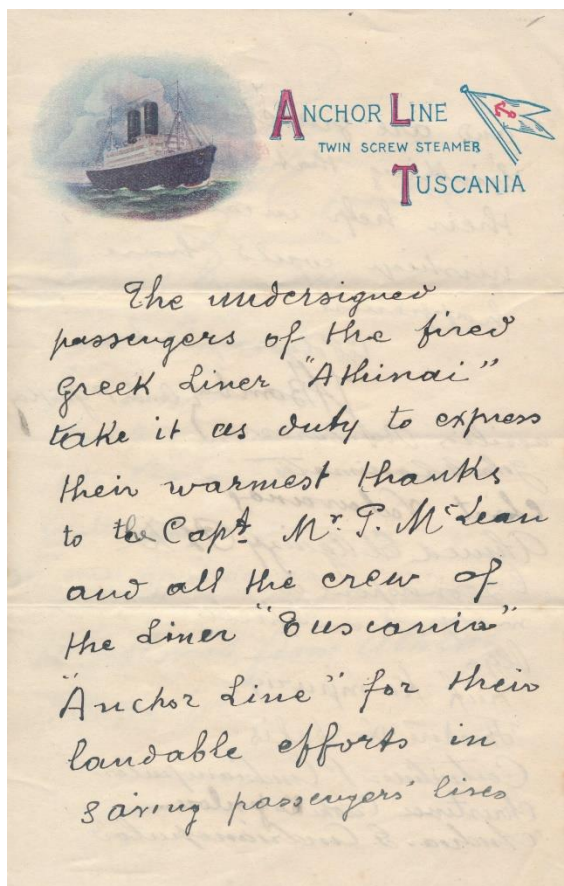 ANCHOR LINE
TWIN SCREW STEAMER
TUSCANIA
The undersigned
passengers of the fired
Greek Liner "Athinai"
take it as duty to express
their warmest thanks
to the Capt. Mr. P. McLean
and all the crew of
the Liner "Tuscania"
"Anchor Line" for their
laudable efforts in
saving passengers' lives